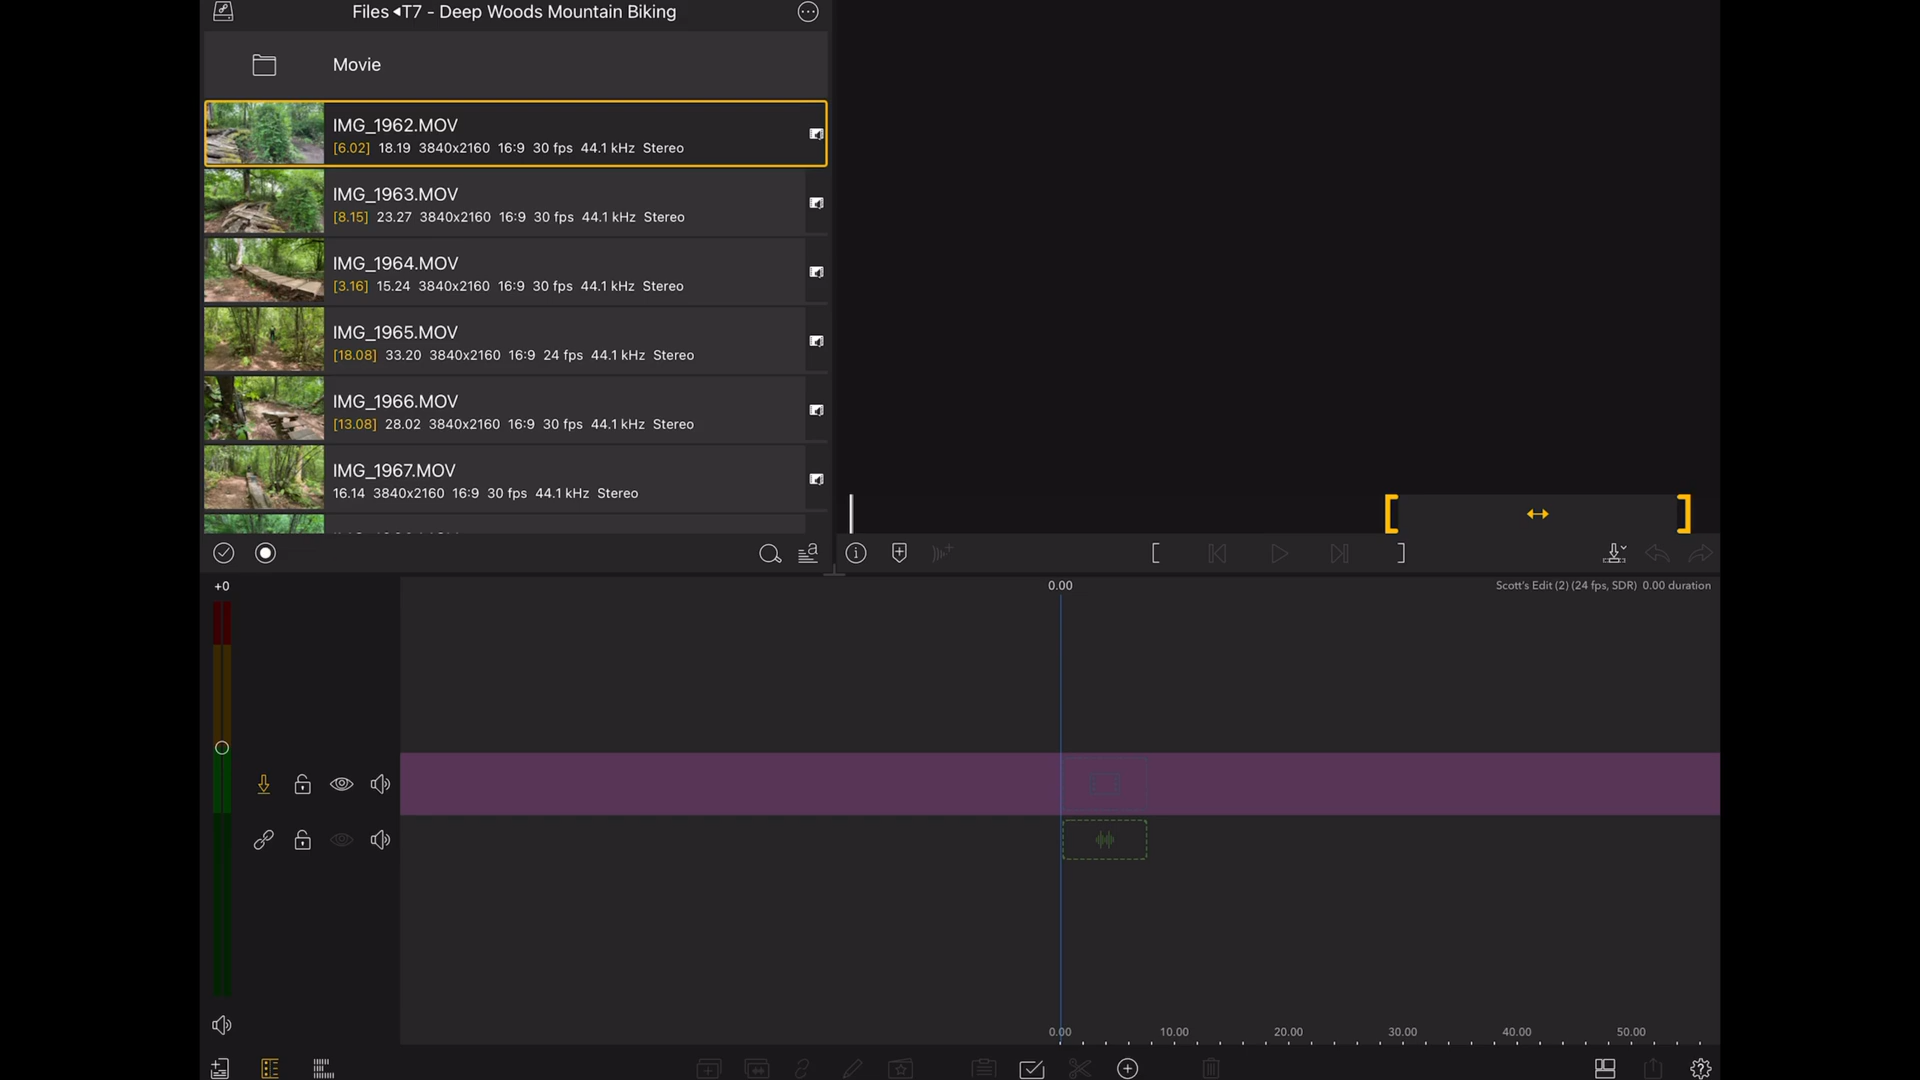 Files ◂T7 - Deep Woods Mountain Biking
Movie
IMG_1962.MOV
[6.02] 18.19 3840x2160 16:9 30 fps 44.1 kHz Stereo
IMG_1963.MOV
[8.15] 23.27 3840x2160 16:9 30 fps 44.1 kHz Stereo
IMG_1964.MOV
[3.16] 15.24 3840x2160 16:9 30 fps 44.1 kHz Stereo
IMG_1965.MOV
[18.08] 33.20 3840x2160 16:9 24 fps 44.1 kHz Stereo
IMG_1966.MOV
[13.08] 28.02 3840x2160 16:9 30 fps 44.1 kHz Stereo
IMG_1967.MOV
16.14 3840x2160 16:9 30 fps 44.1 kHz Stereo
+0
0.00
Scott's Edit (2) (24 fps, SDR) 0.00 duration
0.00 10.00 20.00 30.00 40.00 50.00